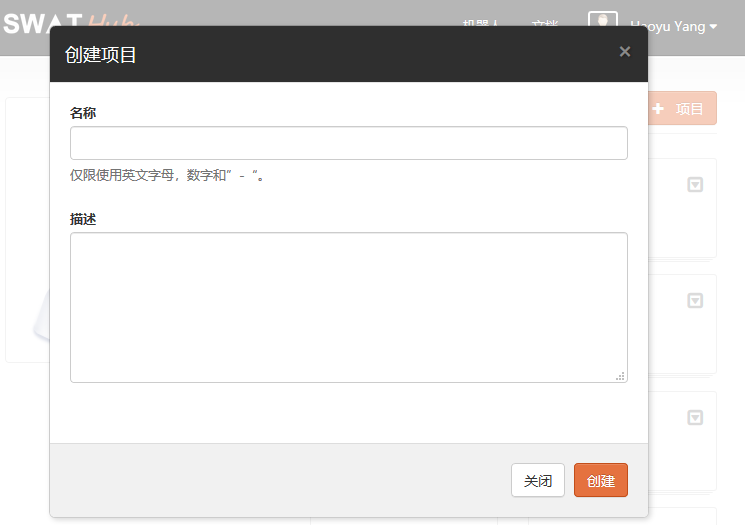 SWAT Hub
机器人 文档 Haoyu Yang
创建项目
×
+ 项目
名称
仅限使用英文字母，数字和”-“。
描述
关闭 创建